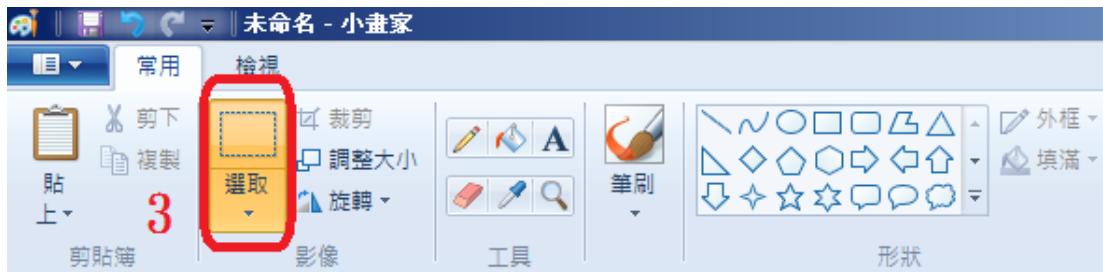 未命名 - 小畫家
常用
檢視
剪下
裁剪
外框
複製
調整大小
填滿
A
貼
上
選取
旋轉
筆刷
3
剪貼簿
影像
工具
形狀